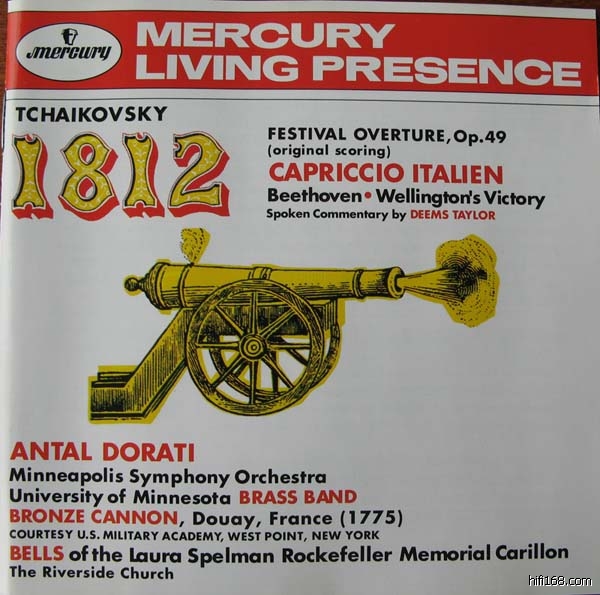 mercury
MERCURY
LIVING PRESENCE
TCHAIKOVSKY
1812
FESTIVAL OVERTURE, Op.49
(original scoring)
CAPRICCIO ITALIEN
Beethoven • Wellington's Victory
Spoken Commentary by DEEMS TAYLOR
ANTAL DORATI
Minneapolis Symphony Orchestra
University of Minnesota BRASS BAND
BRONZE CANNON, Douay, France (1775)
COURTESY U.S. MILITARY ACADEMY, WEST POINT, NEW YORK
BELLS of the Laura Spelman Rockefeller Memorial Carillon
The Riverside Church
hifi168.com